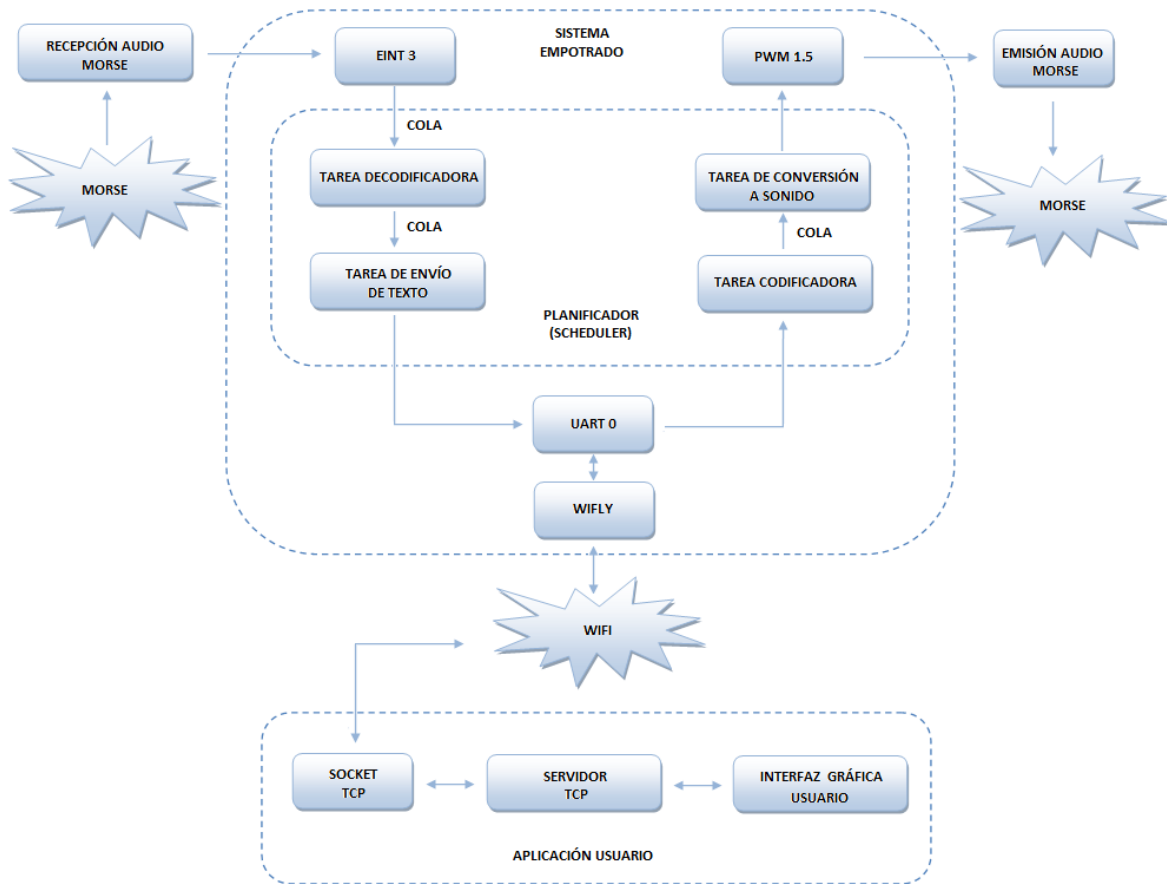 RECEPCIÓN AUDIO
MORSE
EINT 3
SISTEMA
EMPOTRADO
PWM 1.5
EMISIÓN AUDIO
MORSE
COLA
MORSE
TAREA DECODIFICADORA
TAREA DE CONVERSIÓN
A SONIDO
MORSE
COLA
COLA
TAREA DE ENVÍO
DE TEXTO
TAREA CODIFICADORA
PLANIFICADOR
(SCHEDULER)
UART 0
WIFLY
WIFI
SOCKET
TCP
SERVIDOR
TCP
INTERFAZ GRÁFICA
USUARIO
APLICACIÓN USUARIO